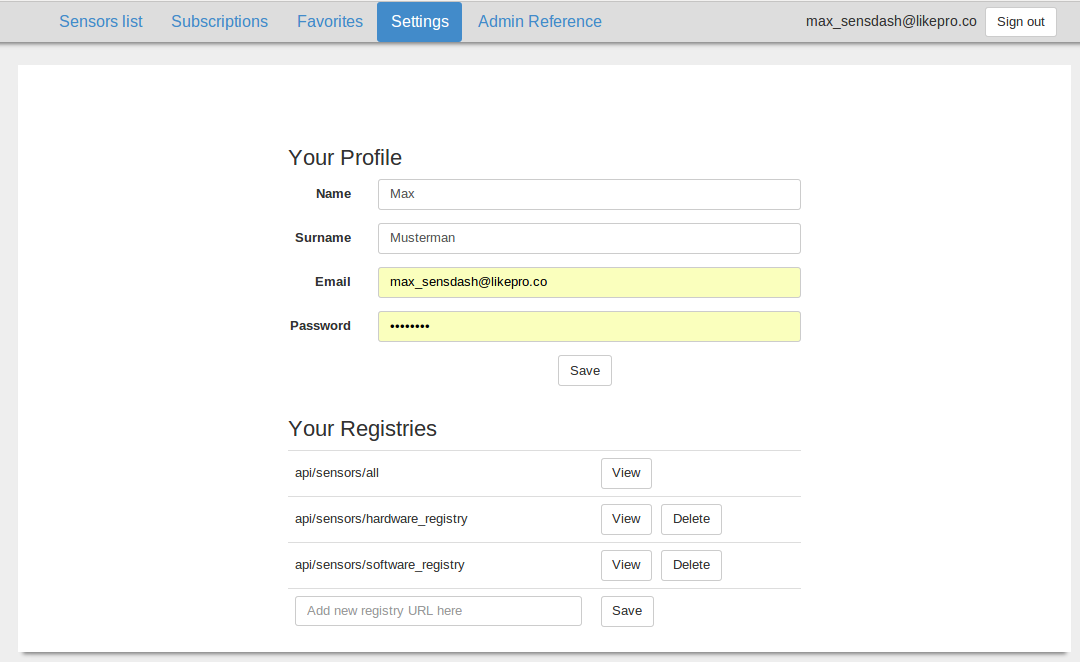 Sensors list Subscriptions Favorites Settings Admin Reference max_sensdash@likepro.co Sign out
Your Profile
Name Max
Surname Musterman
Email max_sensdash@likepro.co
Password ••••••••
Save
Your Registries
api/sensors/all View
api/sensors/hardware_registry View Delete
api/sensors/software_registry View Delete
Add new registry URL here Save